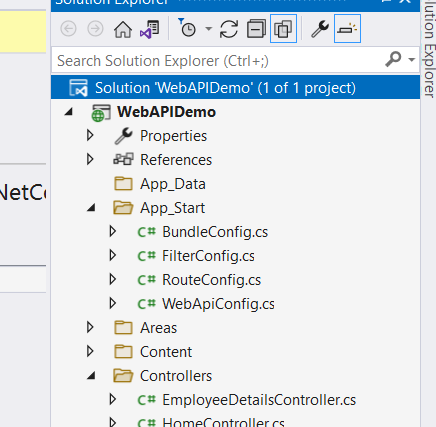 Solution Explorer
Search Solution Explorer (Ctrl+;)
Solution 'WebAPIDemo' (1 of 1 project)
WebAPIDemo
Properties
References
App_Data
App_Start
C# BundleConfig.cs
C# FilterConfig.cs
C# RouteConfig.cs
C# WebApiConfig.cs
Areas
Content
Controllers
C# EmployeeDetailsController.cs
C# HomeController.cs
NetCo
olution Explorer